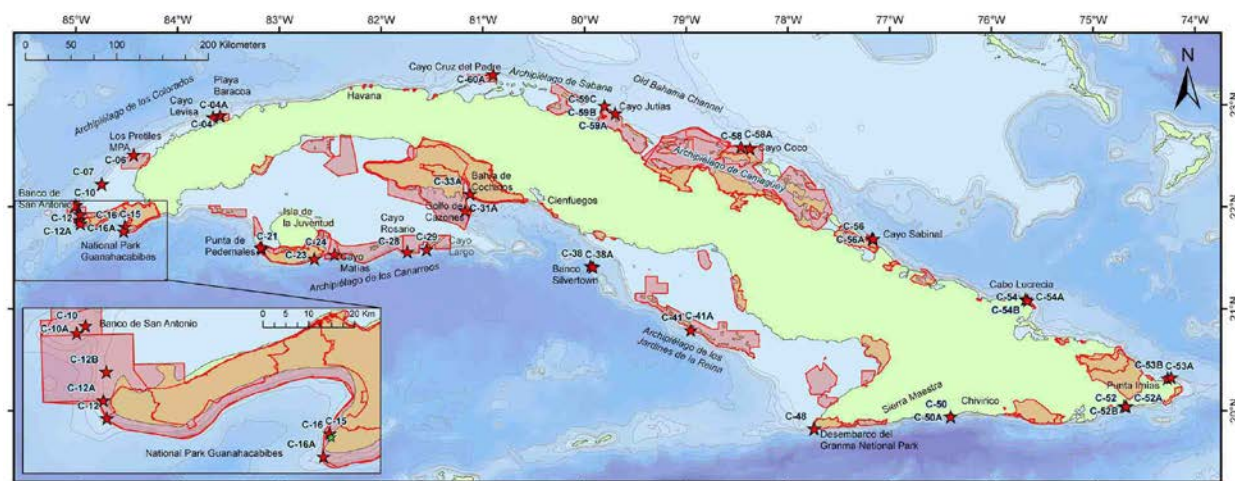 85°W 84°W 83°W 82°W 81°W 80°W 79°W 78°W 77°W 76°W 75°W 74°W
0 50 100 200 Kilometers
N
23°N
22°N
21°N
20°N
Archipiélago de los Colorados
Playa
Baracoa
Cayo
Levisa
C-04A
C-04
Los Pretiles
MPA
C-06
C-07
C-10
Banco de
San Antonio
C-12
C-12A
C-16
C-15
C-16A
National Park
Guanahacabibes
Havana
Cayo Cruz del Padre
C-60A
Archipiélago de Sabana
Old Bahama Channel
C-59C
C-59B
C-59A
Cayo Jutias
C-58
C-58A
Cayo Coco
Archipiélago de Camagüey
C-33A
Bahía de
Cochinos
Golfo de
Cazones
C-31A
Cienfuegos
Isla de
la Juventud
C-21
Punta de
Pedernales
C-23
C-24
Cayo
Matias
Cayo
Rosario
C-28
C-29
Cayo
Largo
Archipiélago de los Canarreos
C-38
C-38A
Banco
Silvertown
C-41
C-41A
Archipiélago de los
Jardines de la Reina
C-56
C-56A
Cayo Sabinal
Cabo Lucrecia
C-54
C-54A
C-54B
C-53B
C-53A
Punta Imias
C-52
C-52A
C-52B
Sierra Maestra
Chivirico
C-50
C-50A
C-48
Desembarco del
Granma National Park
0 5 10 20 Km
C-10
C-10A
Banco de San Antonio
C-12B
C-12A
C-12
C-16
C-15
C-16A
National Park Guanahacabibes